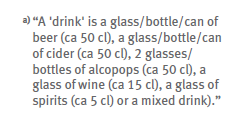 a) “A 'drink' is a glass/bottle/can of
beer (ca 50 cl), a glass/bottle/can
of cider (ca 50 cl), 2 glasses/
bottles of alcopops (ca 50 cl), a
glass of wine (ca 15 cl), a glass of
spirits (ca 5 cl) or a mixed drink).”